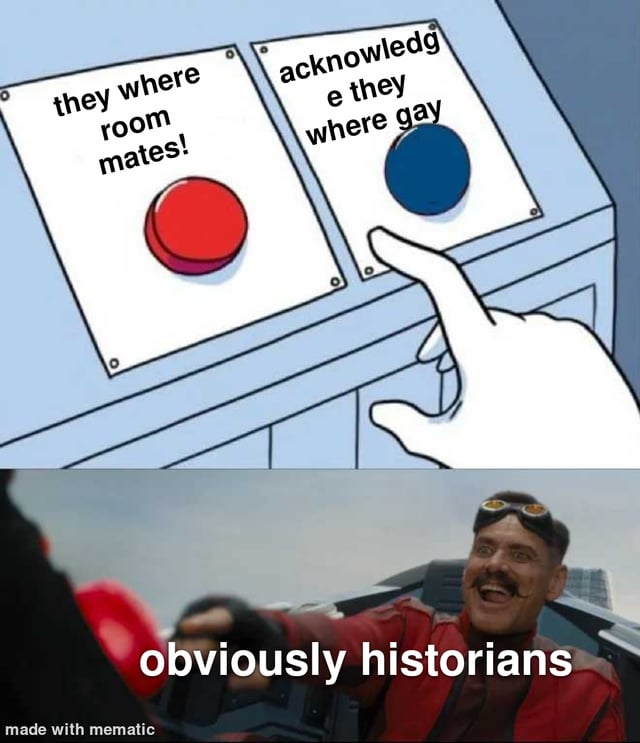 they where
room
mates!
acknowledg
e they
where gay
obviously historians
made with mematic